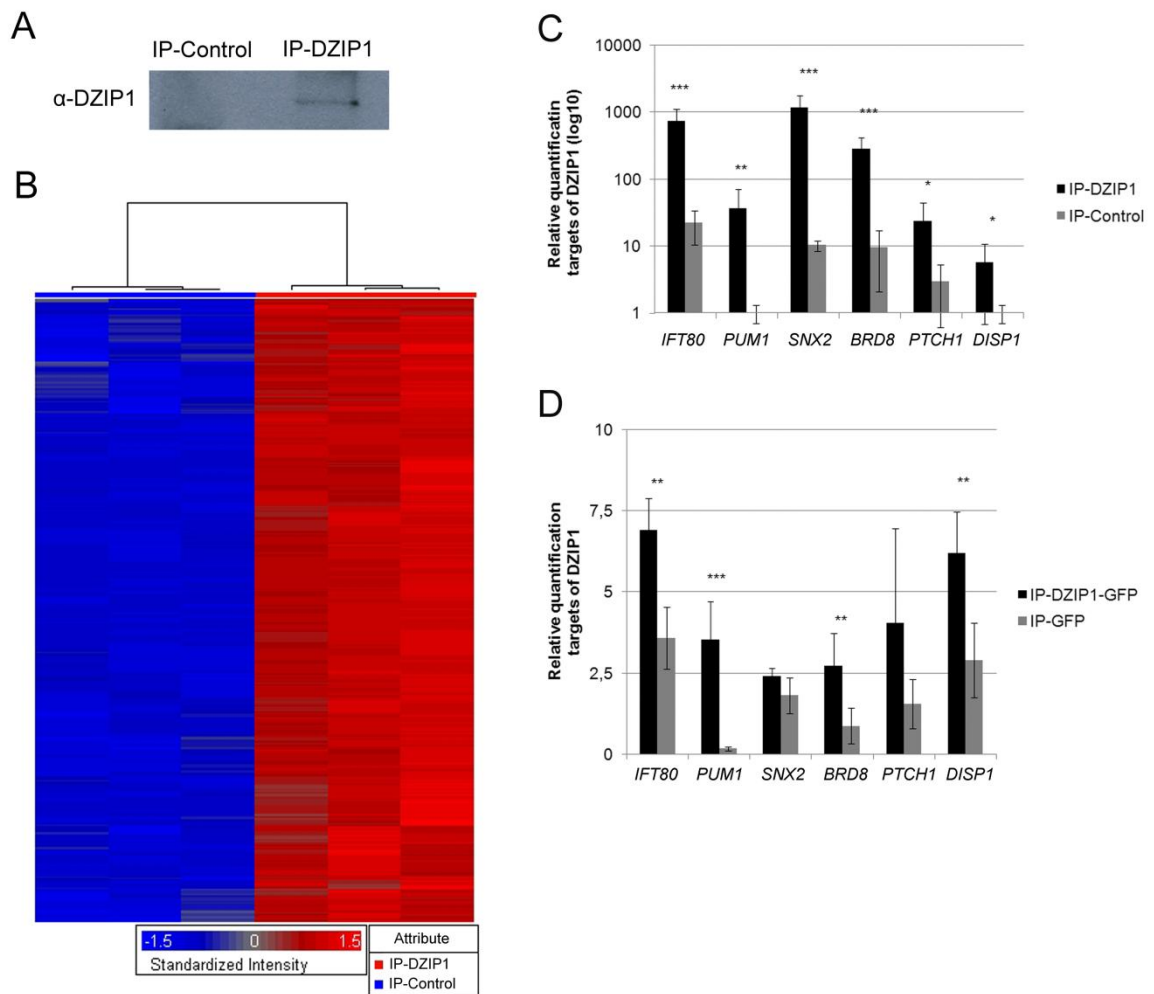 A
IP-Control IP-DZIP1
α-DZIP1
B
-1.5 0 1.5
Standardized Intensity
Attribute
IP-DZIP1
IP-Control
C
Relative quantificatin
targets of DZIP1 (log10)
10000
1000
100
10
1
*** ** *** *** * *
IFT80 PUM1 SNX2 BRD8 PTCH1 DISP1
IP-DZIP1
IP-Control
D
Relative quantification
targets of DZIP1
10
7,5
5
2,5
0
** *** ** **
IFT80 PUM1 SNX2 BRD8 PTCH1 DISP1
IP-DZIP1-GFP
IP-GFP